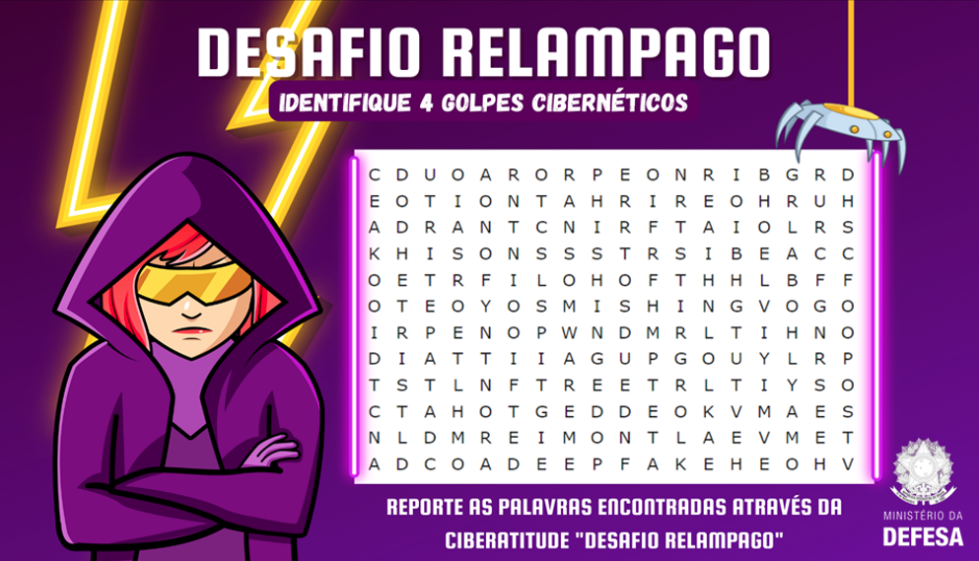 DESAFIO RELAMPAGO
IDENTIFIQUE 4 GOLPES CIBERNÉTICOS
C D U O A R O R P E O N R I B G R D
E O T I O N T A H R I R E O H R U H
A D R A N T C N I R F T A I O L R S
K H I S O N S S S T R S I B E A C C
O E T R F I L O H O F T H H L B F F
O T E O Y O S M I S H I N G V O G O
I R P E N O P W N D M R L T I H N O
D I A T T I I A G U P G O U Y L R P
T S T L N F T R E E T R L T I Y S O
C T A H O T G E D D E O K V M A E S
N L D M R E I M O N T L A E V M E T
A D C O A D E E P F A K E H E O H V
REPORTE AS PALAVRAS ENCONTRADAS ATRAVÉS DA
CIBERATITUDE "DESAFIO RELAMPAGO"
MINISTÉRIO DA
DEFESA